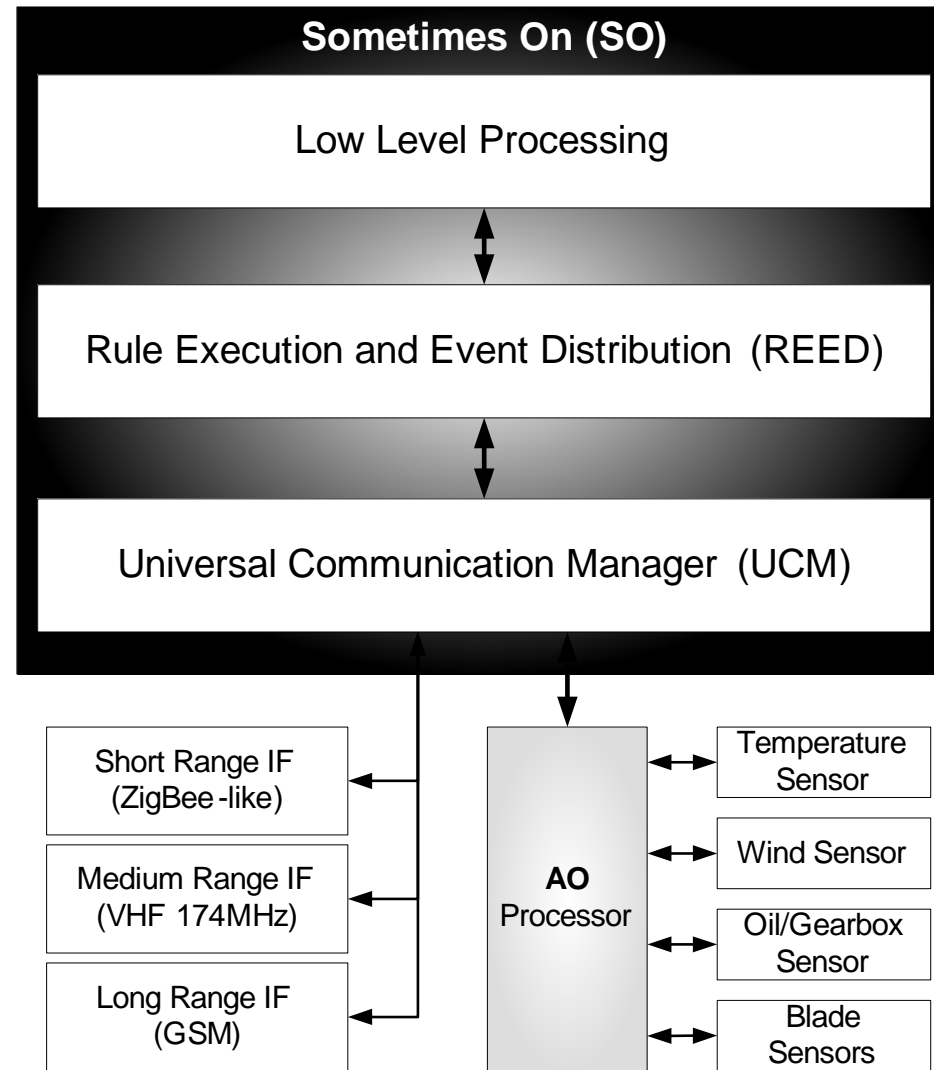 Sometimes On (SO)
Low Level Processing
Rule Execution and Event Distribution (REED)
Universal Communication Manager (UCM)
Short Range IF
(ZigBee-like)
Medium Range IF
(VHF 174MHz)
Long Range IF
(GSM)
AO
Processor
Temperature
Sensor
Wind Sensor
Oil/Gearbox
Sensor
Blade
Sensors